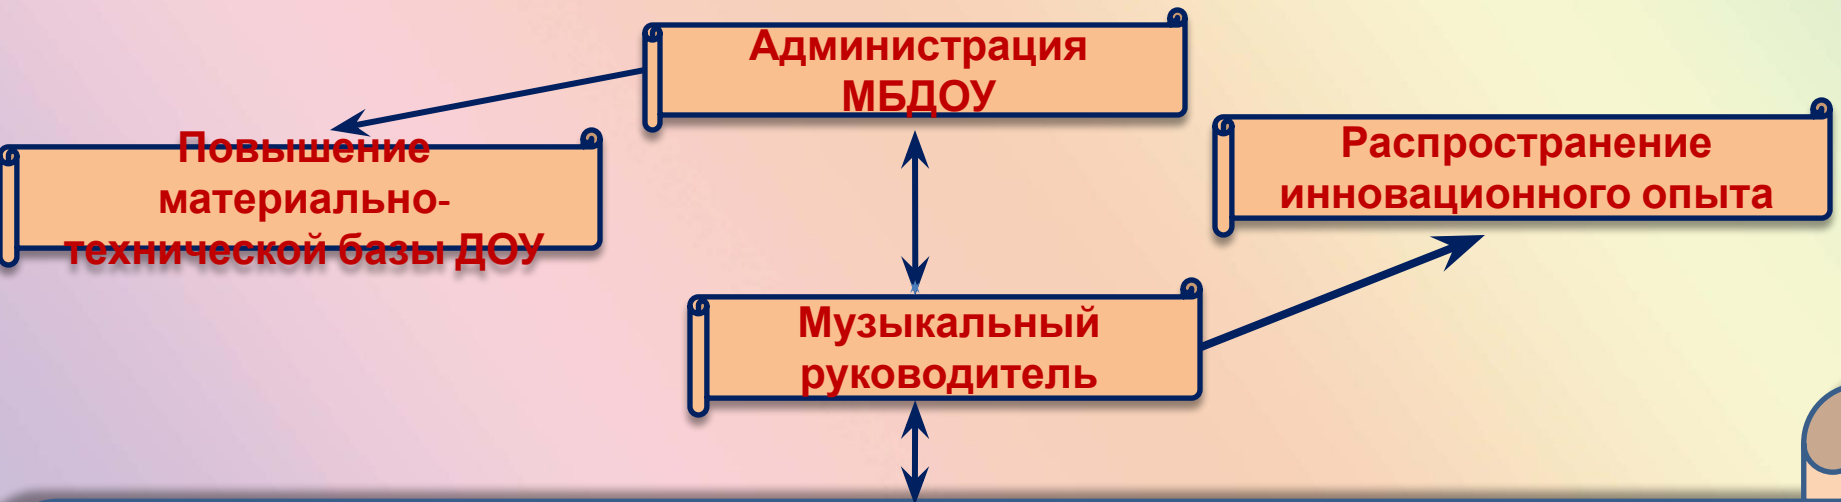 Администрация
МБДОУ
Повышение
материально-
технической базы ДОУ
Распространение
инновационного опыта
Музыкальный
руководитель